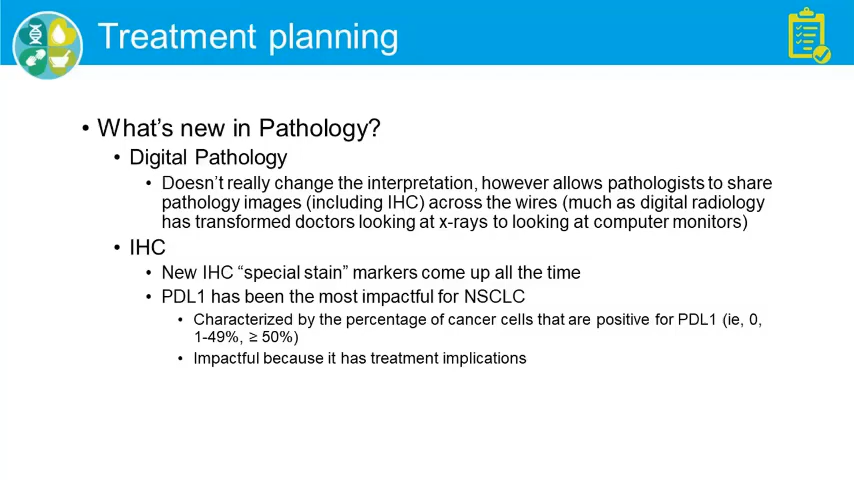 Treatment planning
• What’s new in Pathology?
• Digital Pathology
• Doesn’t really change the interpretation, however allows pathologists to share
pathology images (including IHC) across the wires (much as digital radiology
has transformed doctors looking at x-rays to looking at computer monitors)
• IHC
• New IHC “special stain” markers come up all the time
• PDL1 has been the most impactful for NSCLC
• Characterized by the percentage of cancer cells that are positive for PDL1 (ie, 0,
1-49%, ≥ 50%)
• Impactful because it has treatment implications